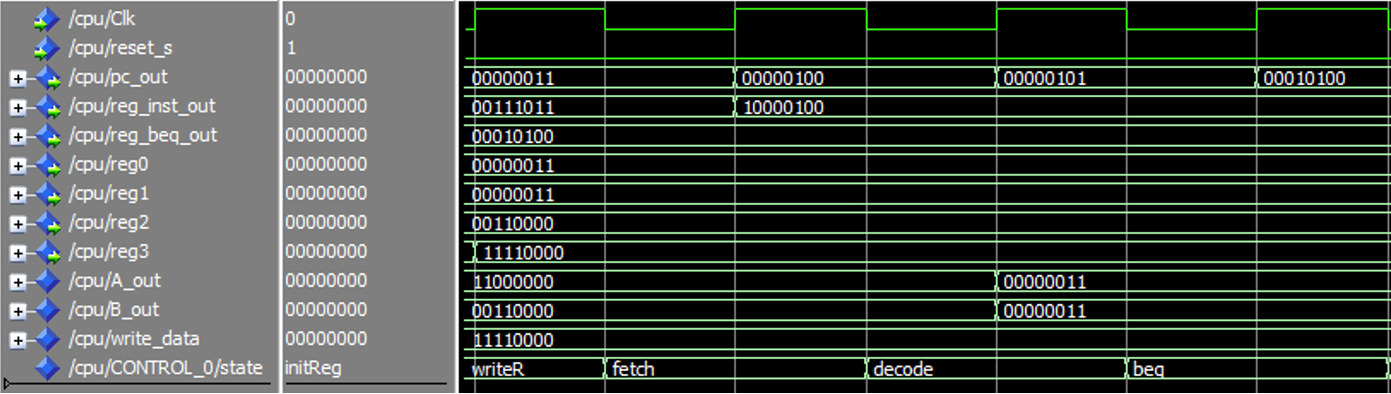 /cpu/Clk 0
/cpu/reset_s 1
/cpu/pc_out 00000000 00000011 00000100 00000101 00010100
/cpu/reg_inst_out 00000000 00111011 10000100
/cpu/reg_beq_out 00000000 00010100
/cpu/reg0 00000000 00000011
/cpu/reg1 00000000 00000011
/cpu/reg2 00000000 00110000
/cpu/reg3 00000000 11110000
/cpu/A_out 00000000 11000000 00000011
/cpu/B_out 00000000 00110000 00000011
/cpu/write_data 00000000 11110000
/cpu/CONTROL_0/state initReg writeR fetch decode beq